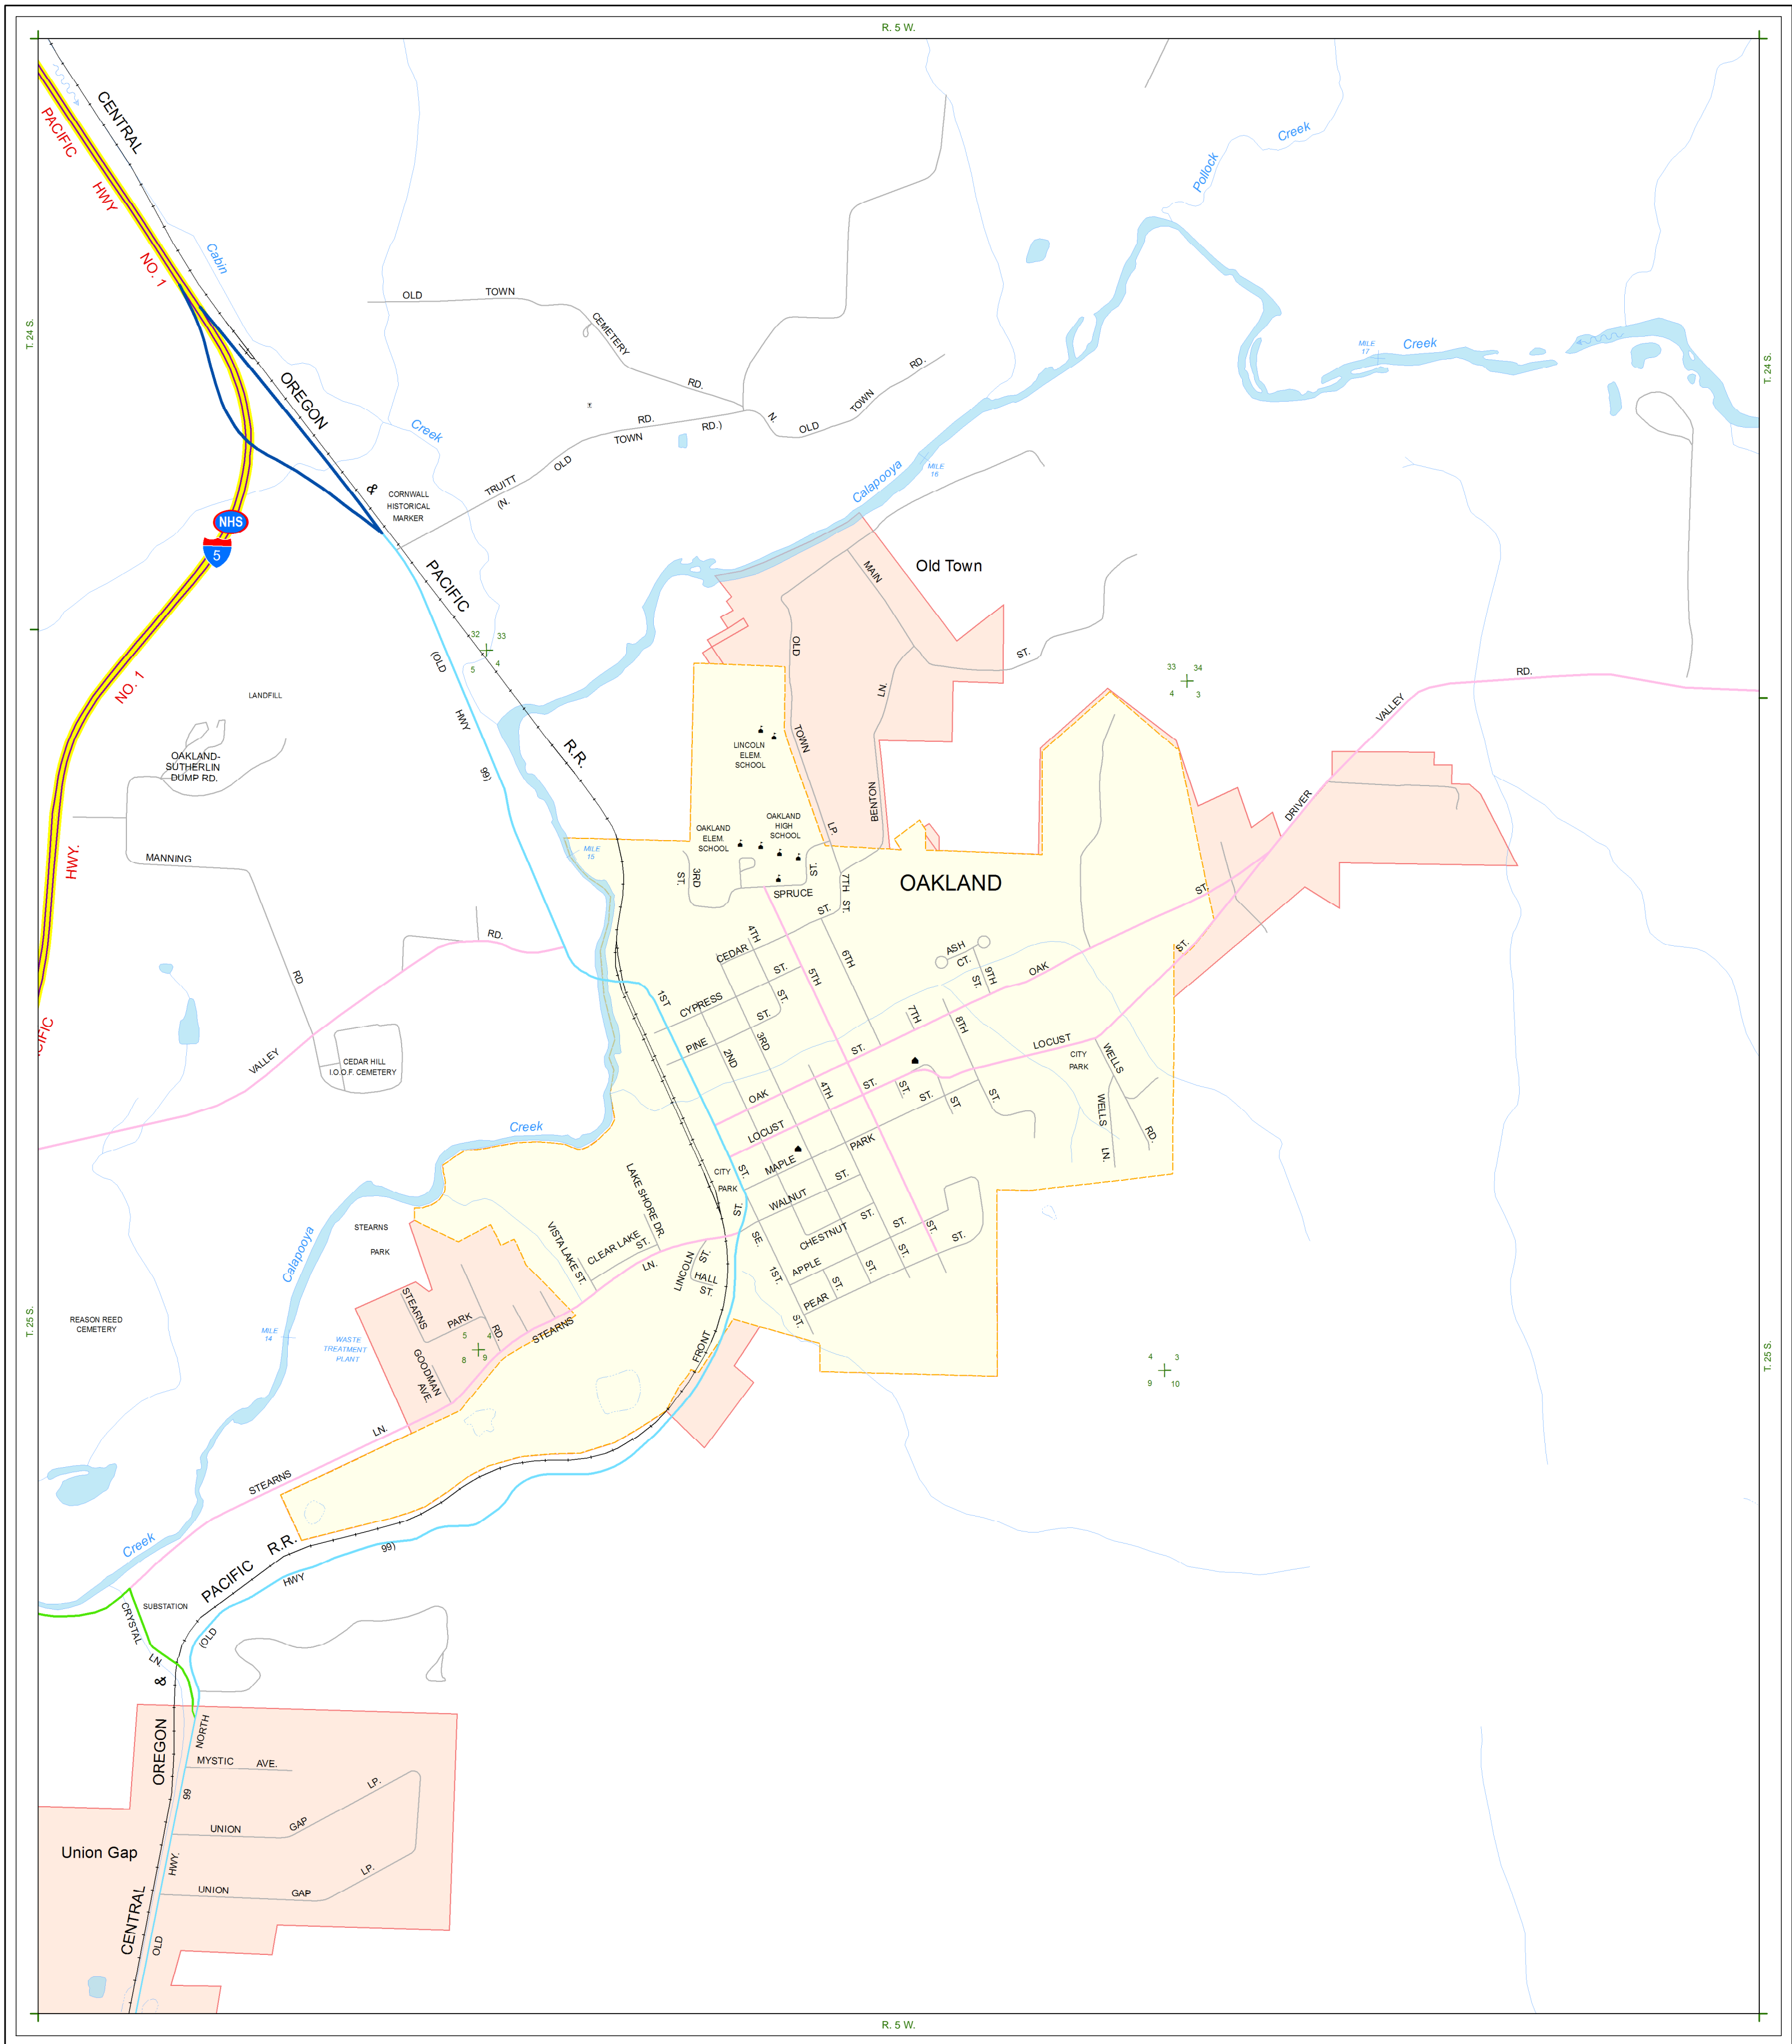 R. 5 W.
CENTRAL
PACIFIC
HWY
NO. 1
Cabin
Creek
Pollock
Creek
T. 24 S.
T. 24 S.
OLD TOWN
CEMETERY
RD.
MILE
17
Creek
OREGON
Creek
RD.
TOWN
OLD
N.
RD.
TOWN RD.)
OLD
TRUITT
(N.
Calapooya
MILE
16
&
CORNWALL
HISTORICAL
MARKER
NHS
5
PACIFIC
MAIN
Old Town
32 33
5 4
(OLD
HWY
99)
OLD
ST.
LN.
33 34
4 3
RD.
VALLEY
NO. 1
LANDFILL
R.R.
TOWN
LINCOLN
ELEM.
SCHOOL
OAKLAND-
SUTHERLIN
DUMP RD.
BENTON
DRIVER
OAKLAND
HIGH
SCHOOL
OAKLAND
ELEM.
SCHOOL
LP.
MILE
15
HWY.
MANNING
RD
3RD
ST.
ST.
SPRUCE
7TH
ST.
OAKLAND
ST.
RD.
ST.
CEDAR
4TH
6TH
ASH
CT.
9TH
ST.
OAK
ST.
CYPRESS
ST.
ST.
5TH
1ST
PINE
ST.
3RD
2ND
7TH
8TH
LOCUST
CITY
PARK
WELLS
WELLS
LN.
RD.
CIFIC
VALLEY
CEDAR HILL
I.O.O.F. CEMETERY
OAK
ST.
4TH
ST.
ST.
ST.
ST
ST.
LOCUST
Creek
CITY
PARK
ST.
MAPLE
PARK
LAKE SHORE DR.
WALNUT
ST.
ST.
STEARNS
PARK
VISTA LAKE ST.
CLEAR LAKE
ST.
LN.
LINCOLN
ST.
HALL
ST.
SE.
CHESTNUT
ST.
ST.
ST.
ST.
ST.
1ST.
APPLE
ST.
ST.
PEAR
ST.
Calapooya
MILE
14
WASTE
TREATMENT
PLANT
REASON REED
CEMETERY
T. 25 S.
T. 25 S.
STEARNS
PARK
RD.
5 4
8 9
GOODMAN
AVE.
STEARNS
FRONT
4 3
9 10
LN.
STEARNS
Creek
PACIFIC
R.R.
99)
HWY
(OLD
SUBSTATION
CRYSTAL
LN.
&
OREGON
NORTH
MYSTIC AVE.
99
LP.
UNION GAP
Union Gap
HWY.
LP.
UNION GAP
CENTRAL
OLD
R. 5 W.